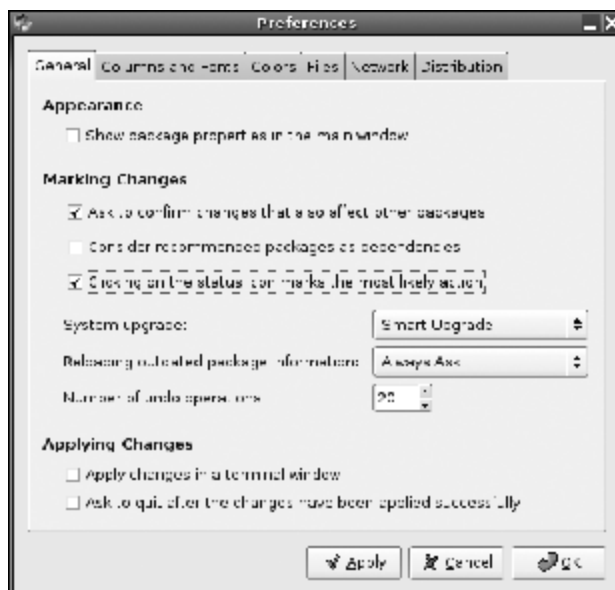 Preferences
General Columns and Fonts Colors Files Network Distribution
Appearance
Show package properties in the main window
Marking Changes
Ask to confirm changes that also affect other packages
Consider recommended packages as dependencies
Clicking on the status icon marks the most likely action
System upgrade: Smart Upgrade
Reloading outdated package information: Always Ask
Number of undo operations: 20
Applying Changes
Apply changes in a terminal window
Ask to quit after the changes have been applied successfully
Apply Cancel OK